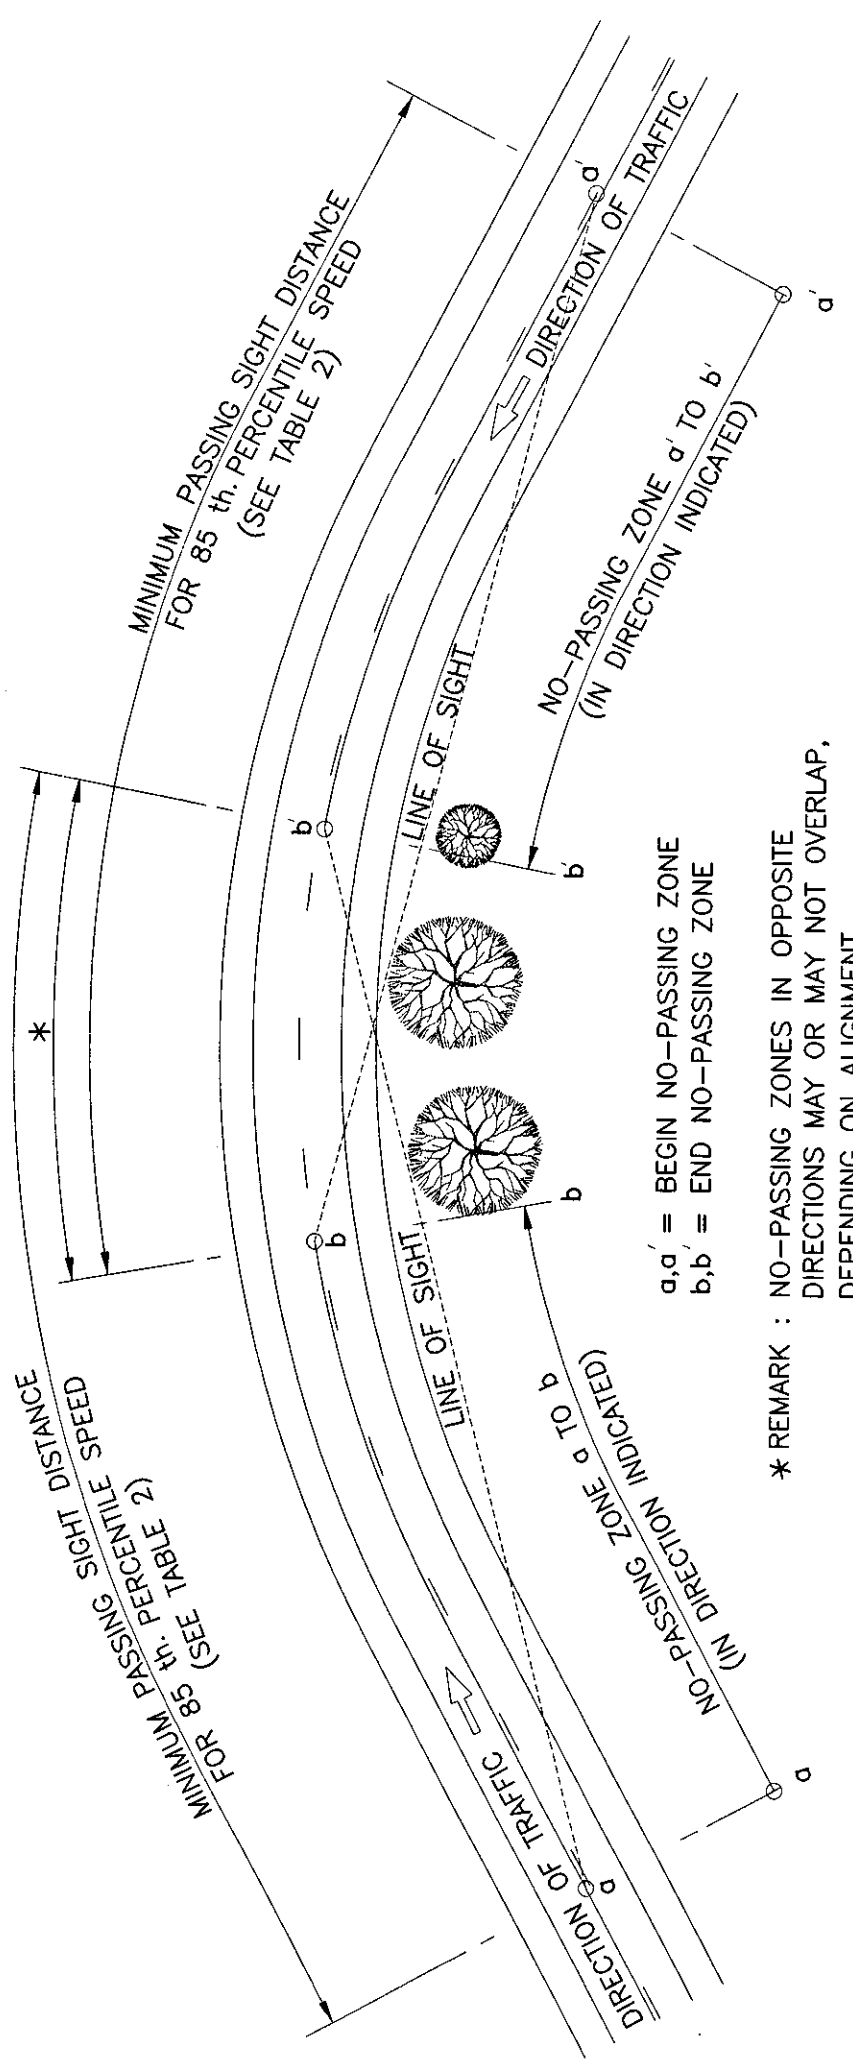 MINIMUM PASSING SIGHT DISTANCE
FOR 85 th. PERCENTILE SPEED
(SEE TABLE 2)
*
MINIMUM PASSING SIGHT DISTANCE
FOR 85 th. PERCENTILE SPEED
(SEE TABLE 2)
DIRECTION OF TRAFFIC
a
b
b'
a'
DIRECTION OF TRAFFIC
LINE OF SIGHT
LINE OF SIGHT
NO-PASSING ZONE a TO b
(IN DIRECTION INDICATED)
a
b
b'
NO-PASSING ZONE a' TO b'
(IN DIRECTION INDICATED)
a'
a,a' = BEGIN NO-PASSING ZONE
b,b' = END NO-PASSING ZONE
* REMARK : NO-PASSING ZONES IN OPPOSITE
DIRECTIONS MAY OR MAY NOT OVERLAP,
DEPENDING ON ALIGNMENT